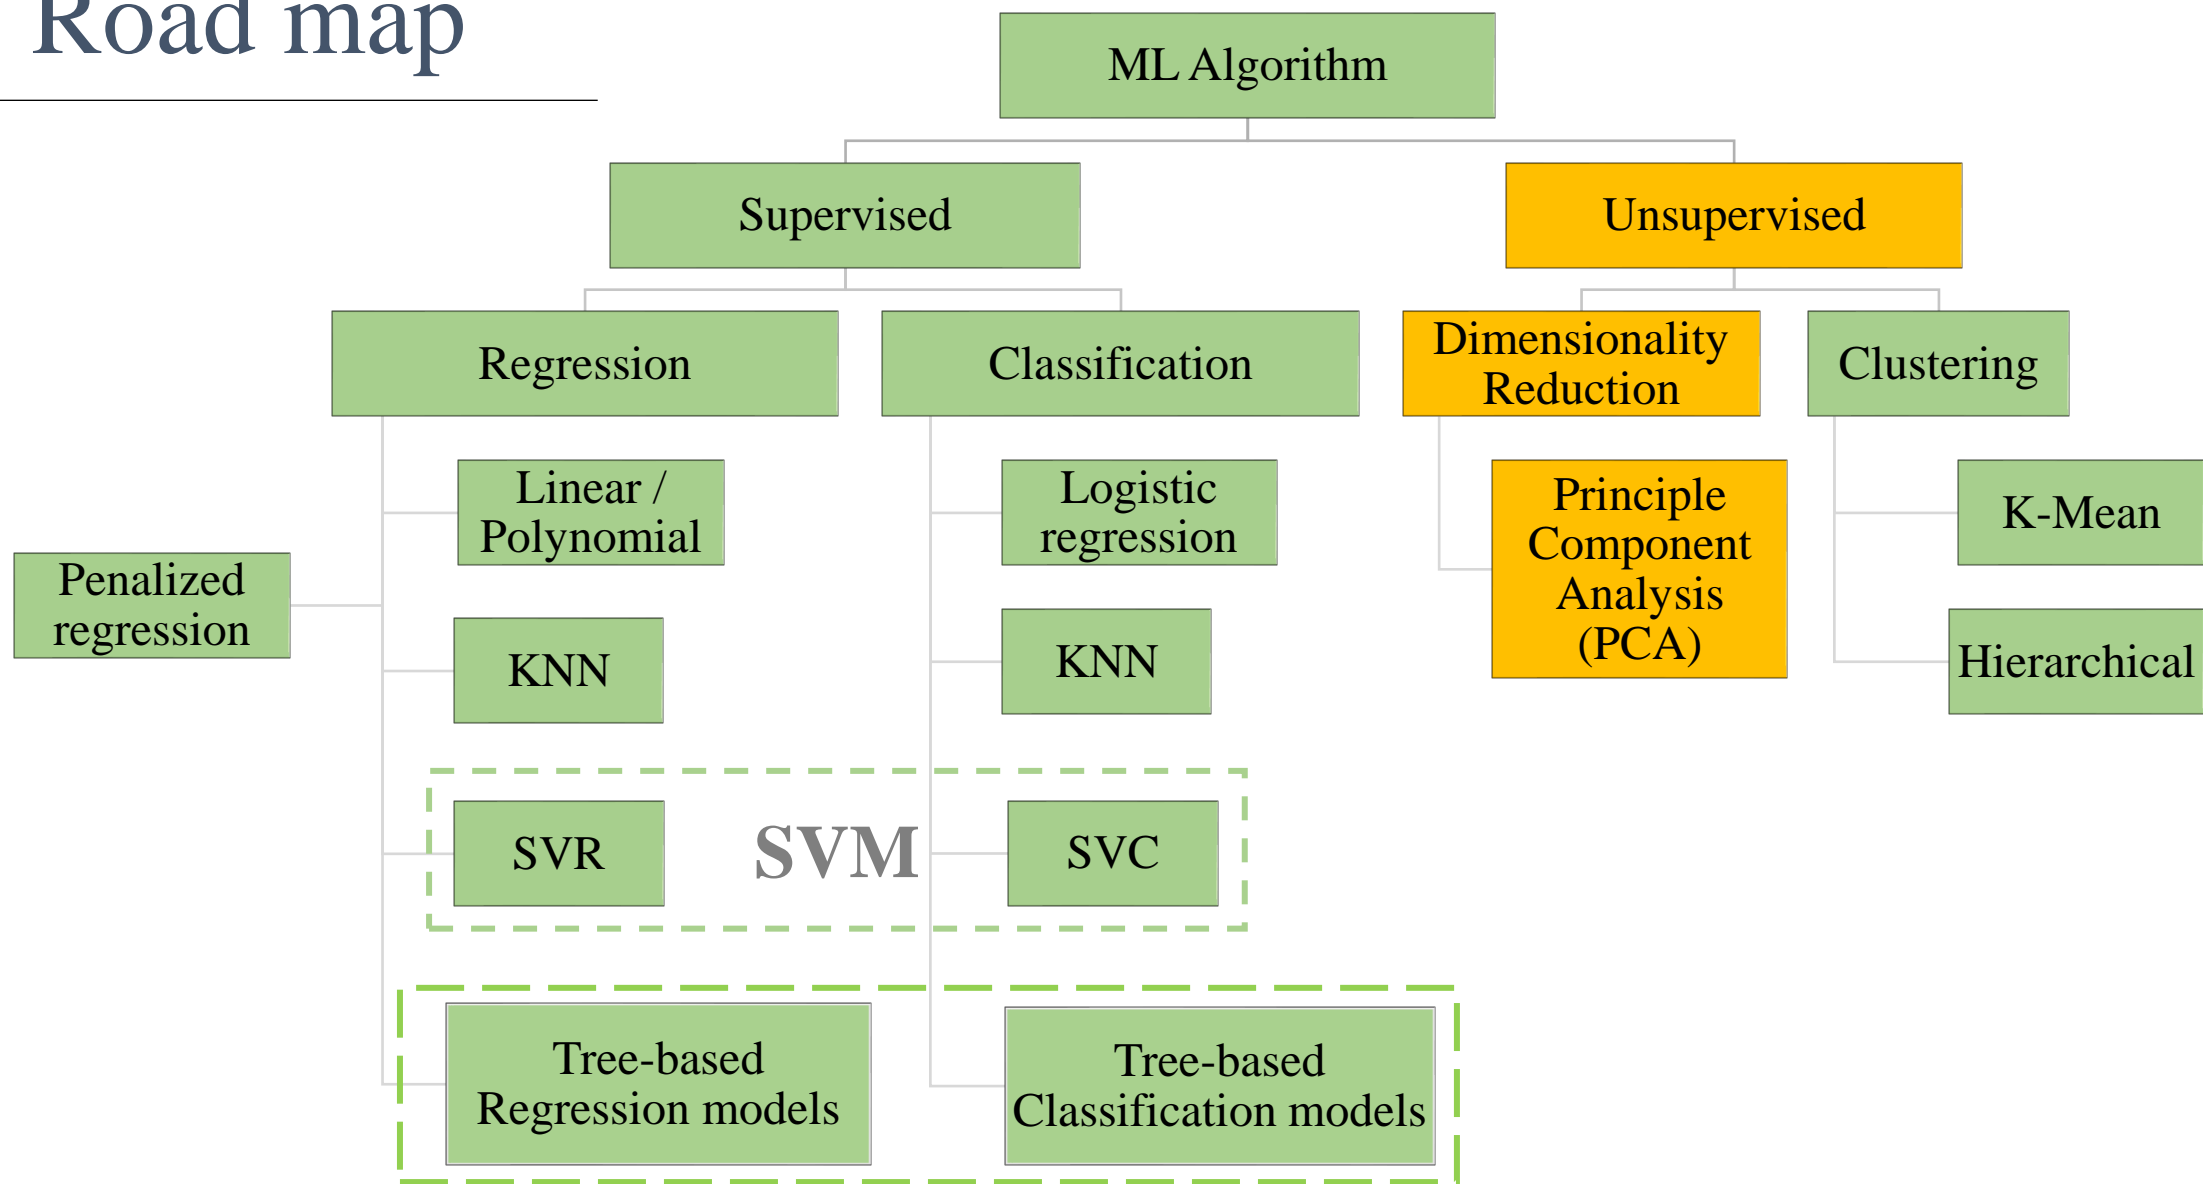 Road map
ML Algorithm
Supervised
Unsupervised
Regression
Classification
Dimensionality
Reduction
Clustering
Linear /
Polynomial
Logistic
regression
Principle
Component
Analysis
(PCA)
K-Mean
Penalized
regression
KNN
KNN
Hierarchical
SVR
SVM
SVC
Tree-based
Regression models
Tree-based
Classification models